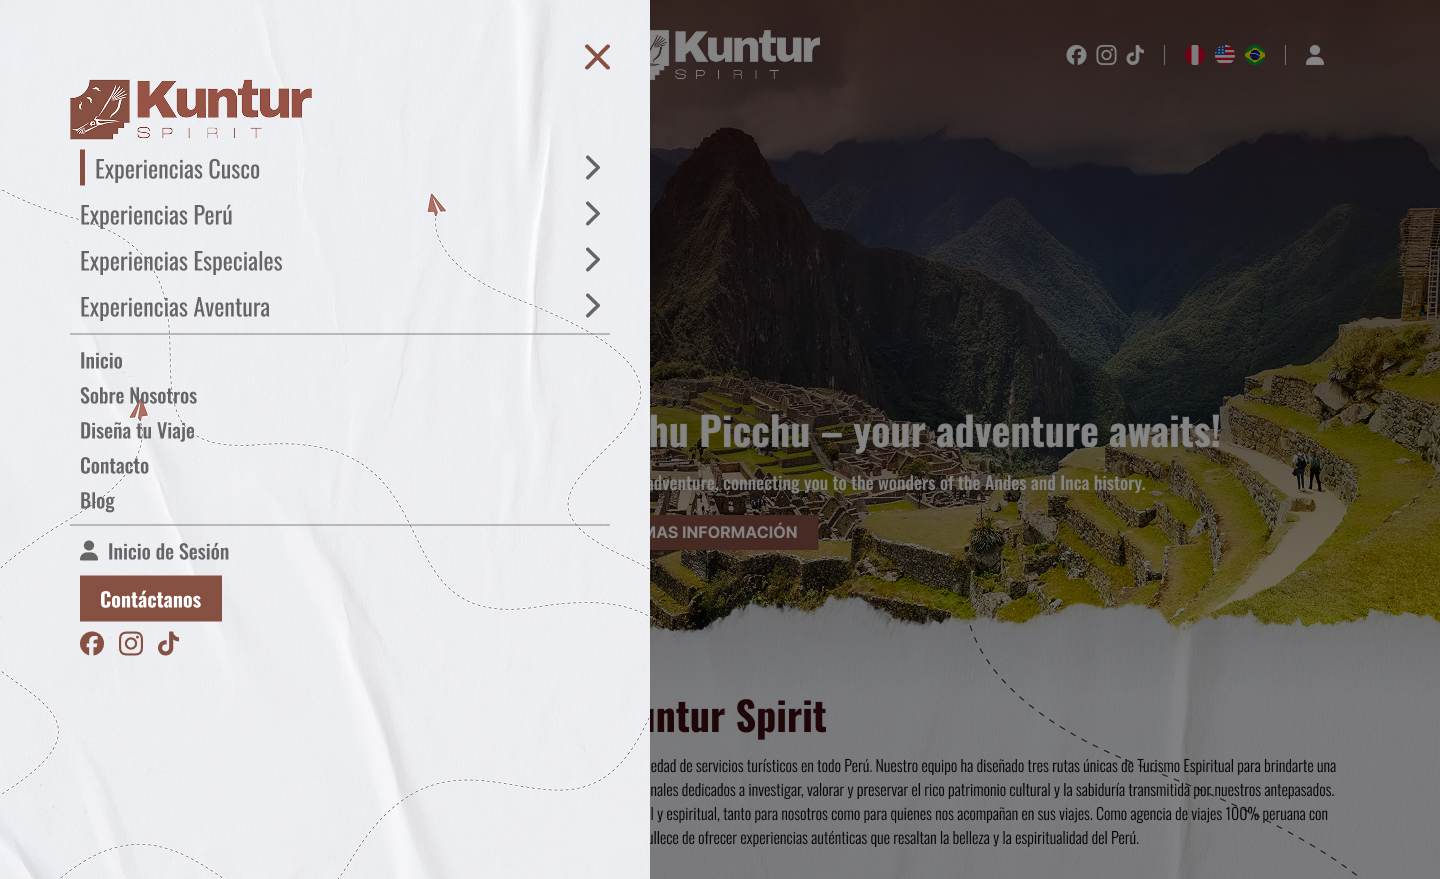 Kuntur
SPIRIT
Experiencias Cusco
Experiencias Perú
Experiencias Especiales
Experiencias Aventura
Inicio
Sobre Nosotros
Diseña tu Viaje
Contacto
Blog
Inicio de Sesión
Contáctanos
Kuntur
SPIRIT
hu Picchu – your adventure awaits!
adventure, connecting you to the wonders of the Andes and Inca history.
MAS INFORMACIÓN
untur Spirit
edad de servicios turísticos en todo Perú. Nuestro equipo ha diseñado tres rutas únicas de Turismo Espiritual para brindarte una
nales dedicados a investigar, valorar y preservar el rico patrimonio cultural y la sabiduría transmitida por nuestros antepasados.
l y espiritual, tanto para nosotros como para quienes nos acompañan en sus viajes. Como agencia de viajes 100% peruana con
ullece de ofrecer experiencias auténticas que resaltan la belleza y la espiritualidad del Perú.